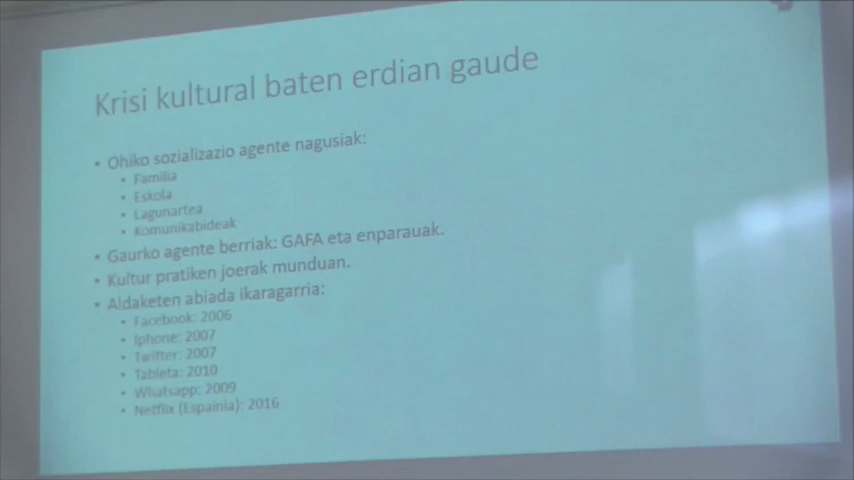 Krisi kultural baten erdian gaude
• Ohiko sozializazio agente nagusiak:
• Familia
• Eskola
• Lagunartea
• Komunikabideak
• Gaurko agente berriak: GAFA eta enparauak.
• Kultur pratiken joerak munduan.
• Aldaketen abiada ikaragarria:
• Facebook: 2006
• Iphone: 2007
• Twitter: 2007
• Tableta: 2010
• Whatsapp: 2009
• Netflix (Espainia): 2016